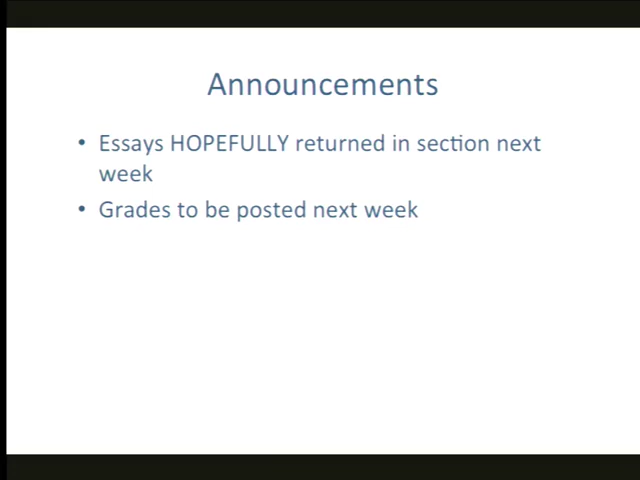 Announcements
• Essays HOPEFULLY returned in section next
week
• Grades to be posted next week